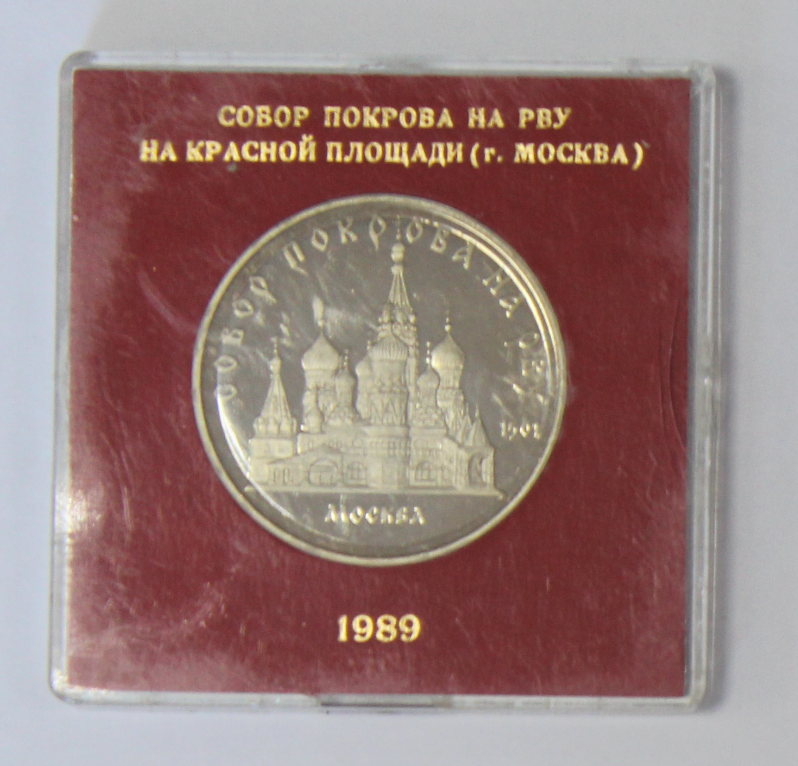 СОБОР ПОКРОВА НА РВУ
НА КРАСНОЙ ПЛОЩАДИ (г. МОСКВА)
СОБОР ПОКРОВА НА РВУ
МОСКВА
1989